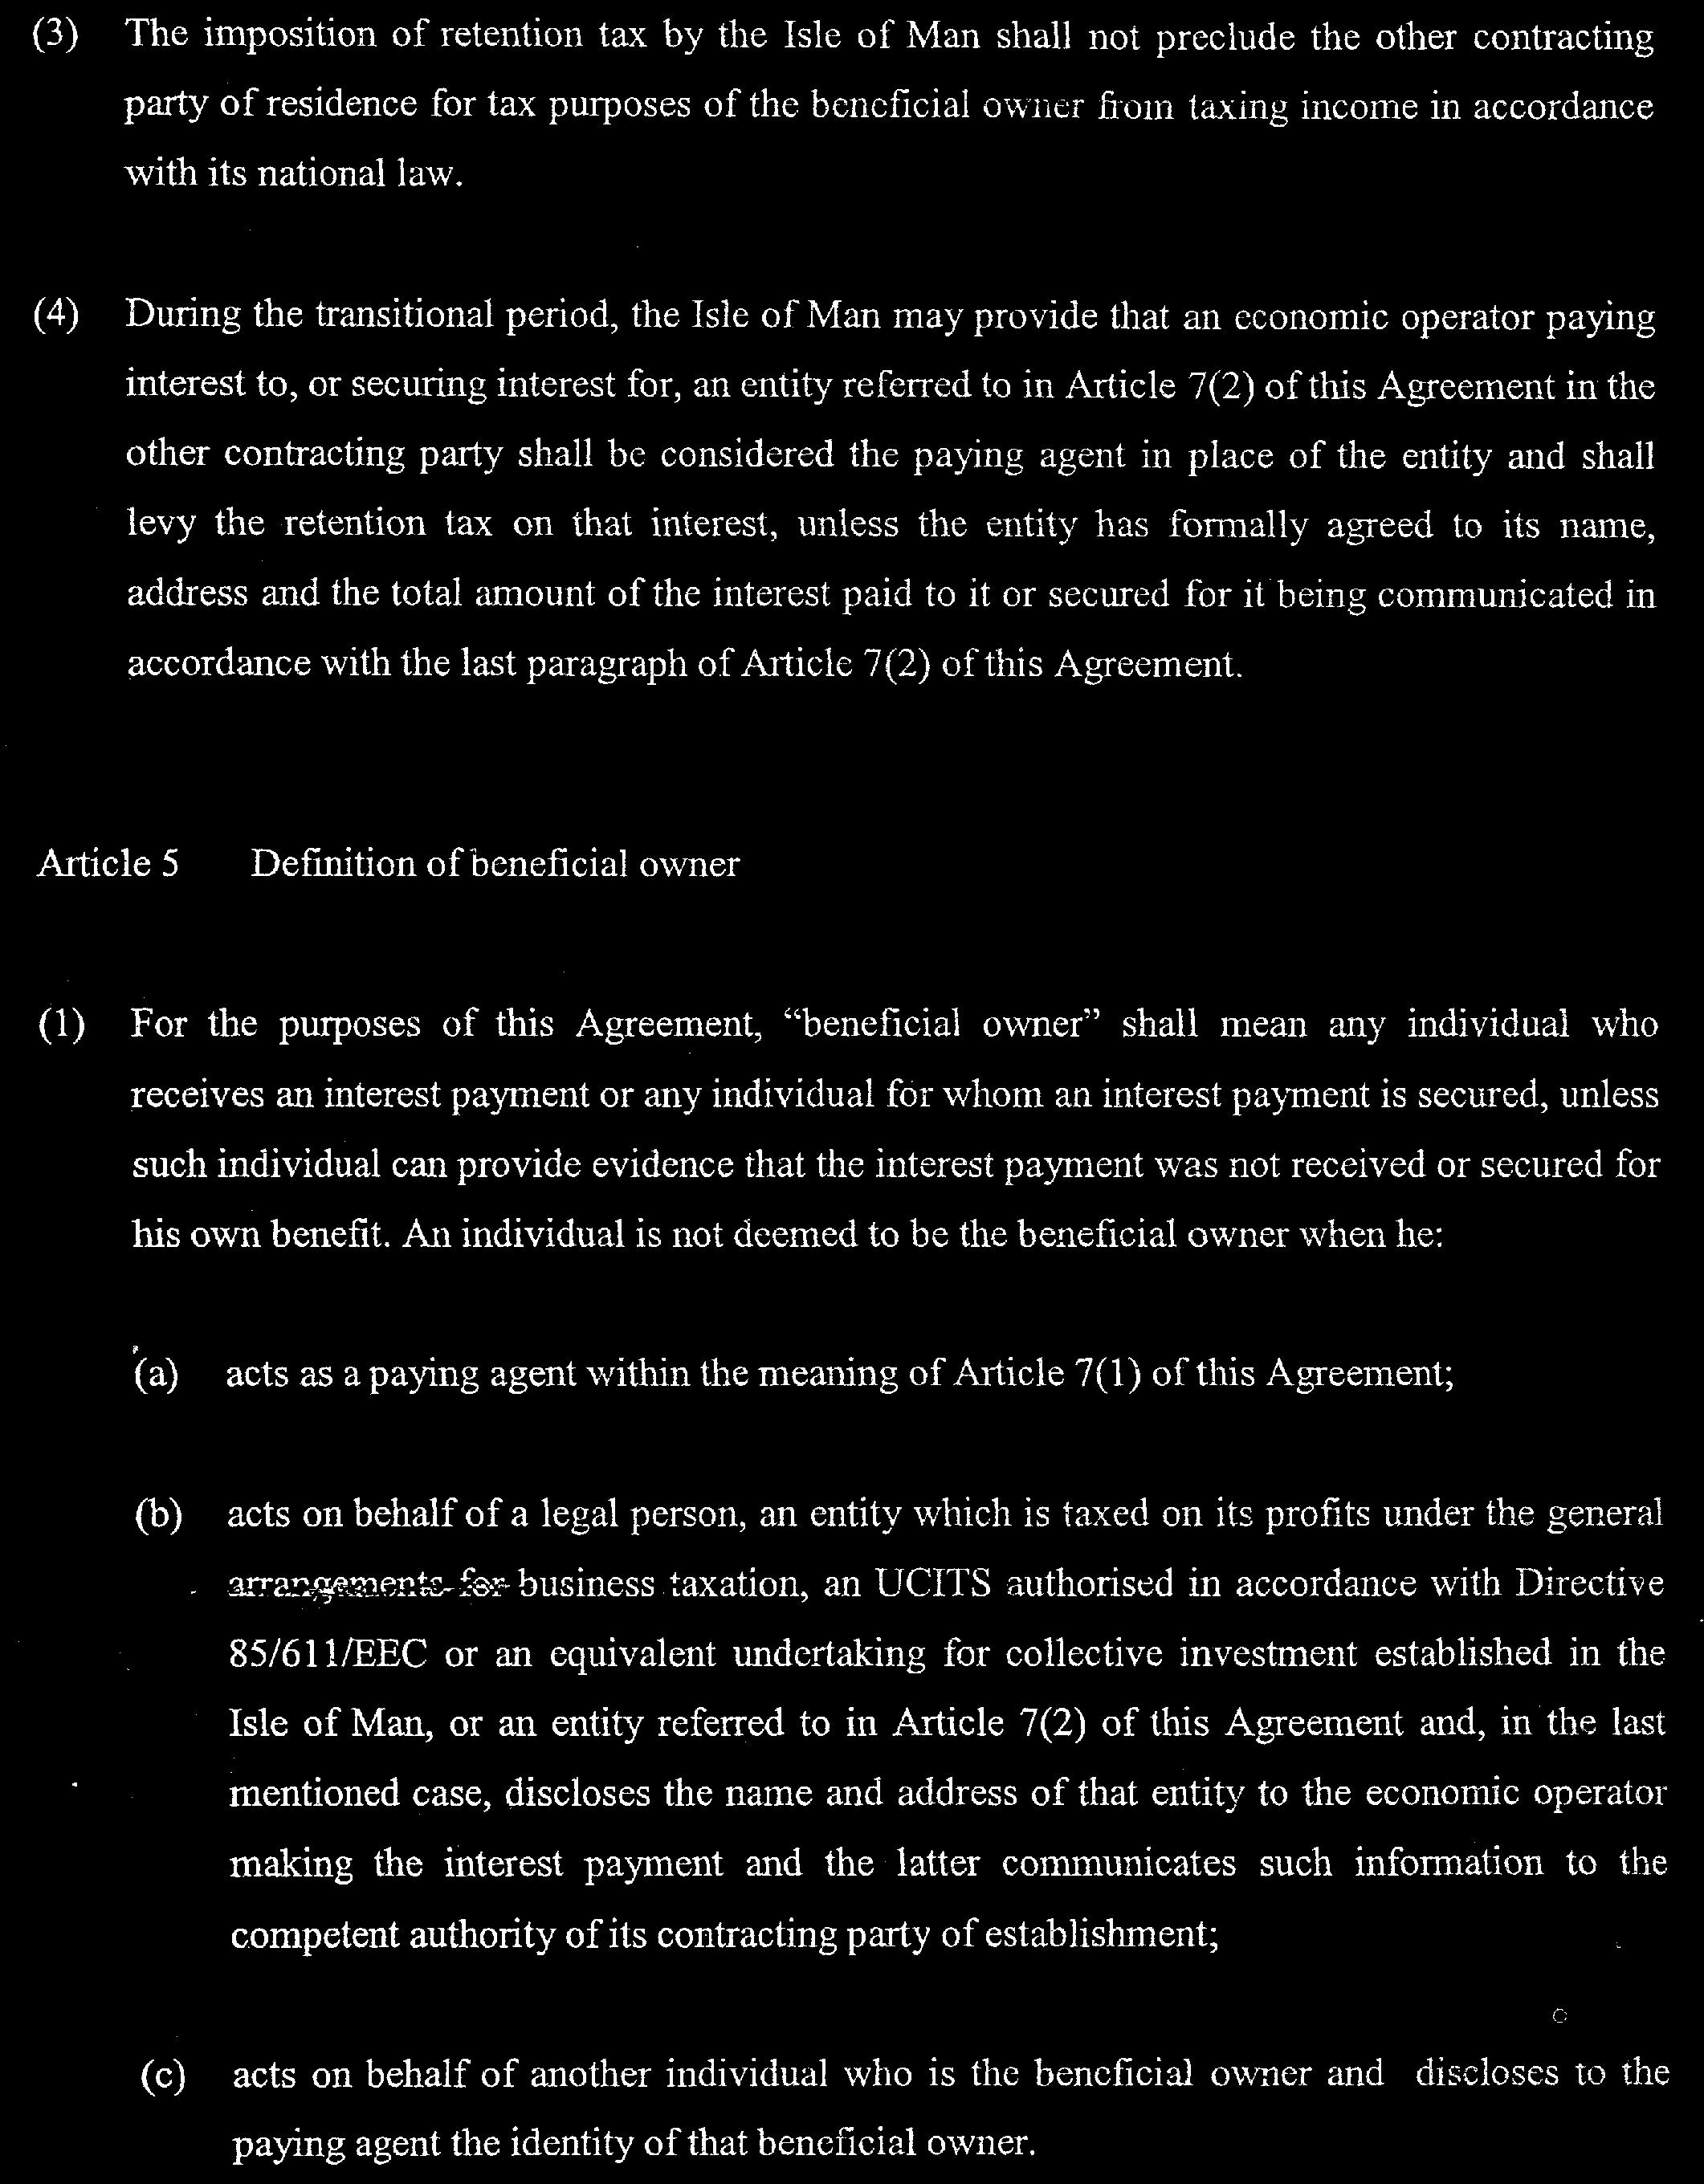 (3) The imposition of retention tax by the Isle of Man shall not preclude the other contracting
party of residence for tax purposes of the beneficial owner from taxing income in accordance
with its national law.
(4) During the transitional period, the Isle of Man may provide that an economic operator paying
interest to, or securing interest for, an entity referred to in Article 7(2) of this Agreement in the
other contracting party shall be considered the paying agent in place of the entity and shall
levy the retention tax on that interest, unless the entity has formally agreed to its name,
address and the total amount of the interest paid to it or secured for it being communicated in
accordance with the last paragraph of Article 7(2) of this Agreement.
Article 5 Definition of beneficial owner
(1) For the purposes of this Agreement, “beneficial owner” shall mean any individual who
receives an interest payment or any individual for whom an interest payment is secured, unless
such individual can provide evidence that the interest payment was not received or secured for
his own benefit. An individual is not deemed to be the beneficial owner when he:
(a) acts as a paying agent within the meaning of Article 7(1) of this Agreement;
(b) acts on behalf of a legal person, an entity which is taxed on its profits under the general
arrangements for business taxation, an UCITS authorised in accordance with Directive
85/611/EEC or an equivalent undertaking for collective investment established in the
Isle of Man, or an entity referred to in Article 7(2) of this Agreement and, in the last
mentioned case, discloses the name and address of that entity to the economic operator
making the interest payment and the latter communicates such information to the
competent authority of its contracting party of establishment;
(c) acts on behalf of another individual who is the beneficial owner and discloses to the
paying agent the identity of that beneficial owner.